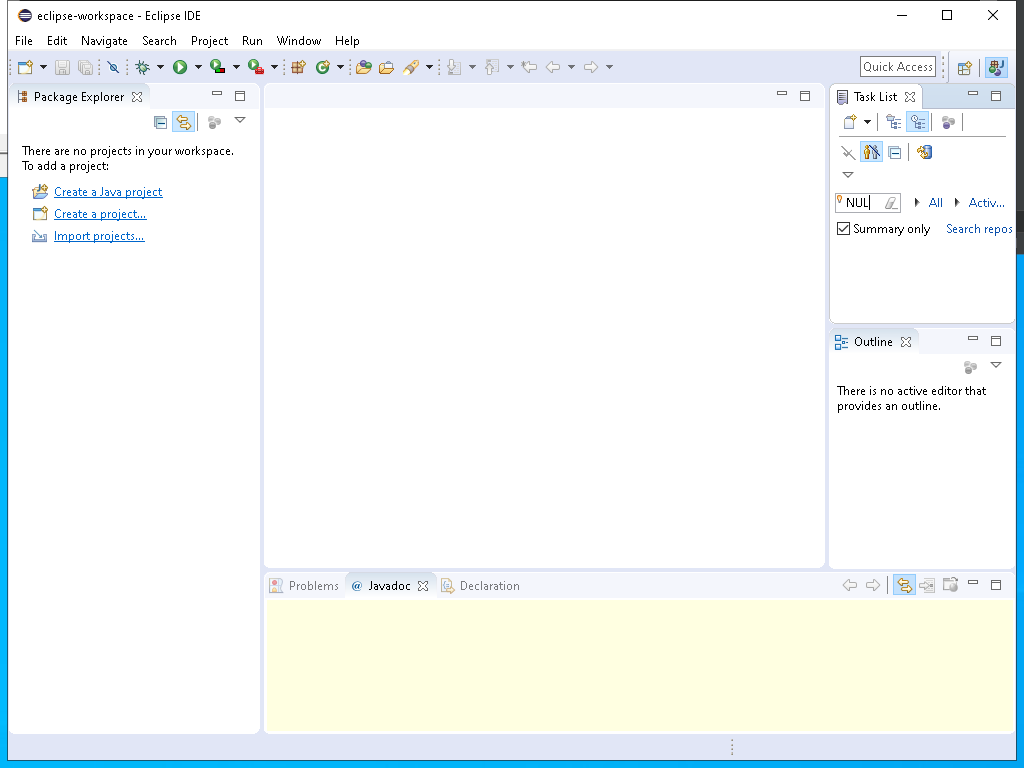 eclipse-workspace - Eclipse IDE
File Edit Navigate Search Project Run Window Help
Quick Access
Package Explorer
There are no projects in your workspace.
To add a project:
Create a Java project
Create a project...
Import projects...
Task List
NUL
All
Activ...
Summary only
Search repos
Outline
There is no active editor that
provides an outline.
Problems
@ Javadoc
Declaration